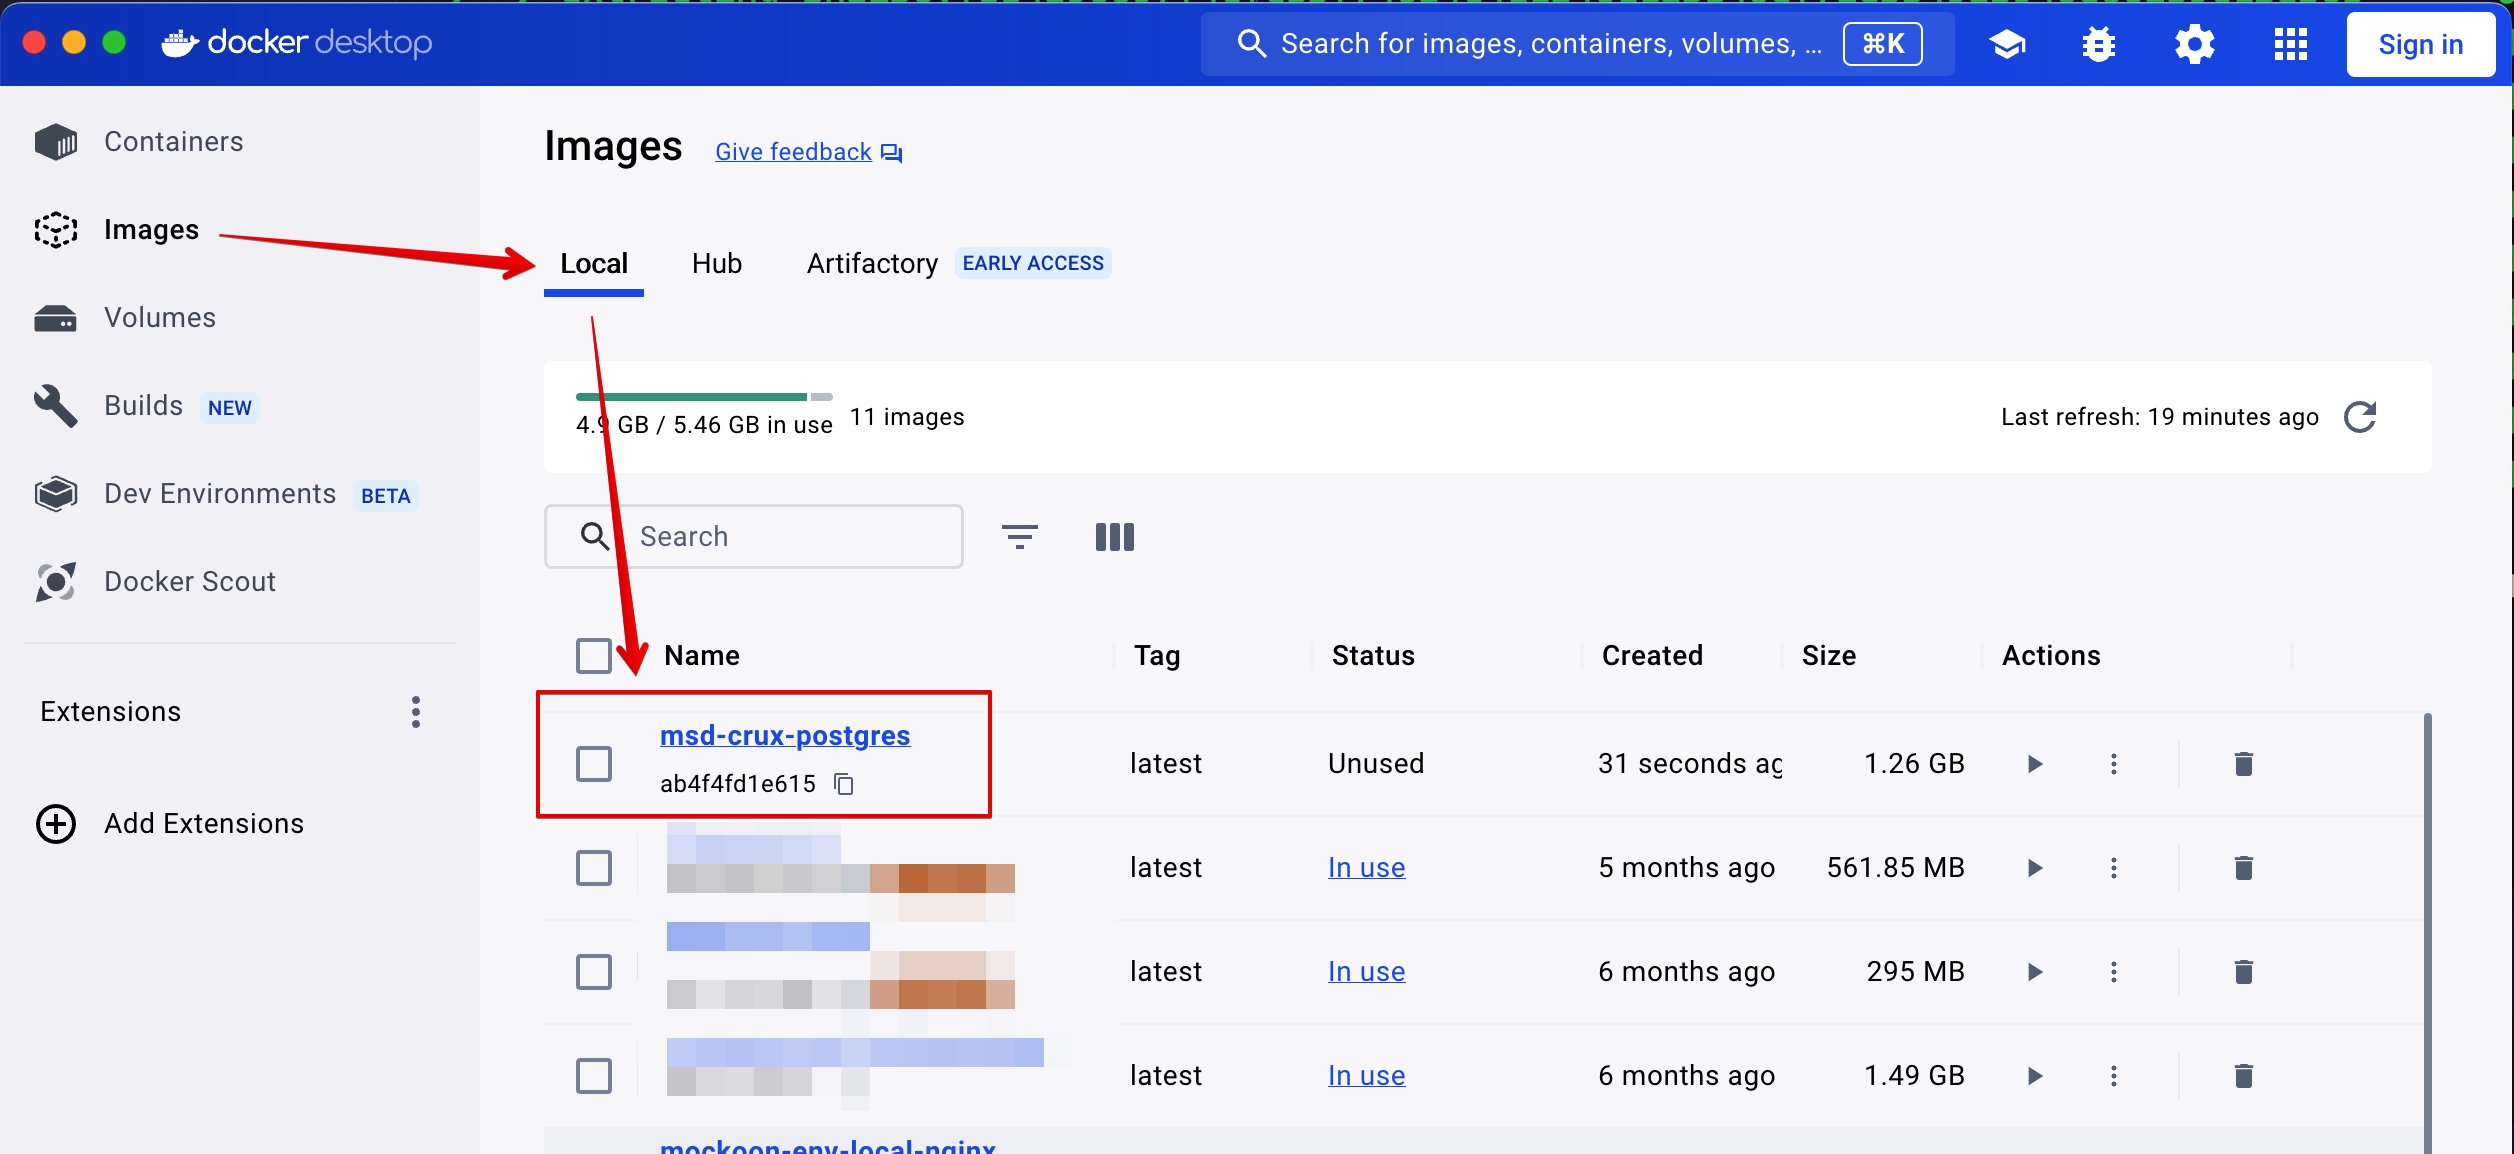 docker desktop
Search for images, containers, volumes, ... ⌘K
Sign in
Containers
Images
Volumes
Builds NEW
Dev Environments BETA
Docker Scout
Extensions
Add Extensions
Images Give feedback
Local Hub Artifactory EARLY ACCESS
4.9 GB / 5.46 GB in use 11 images
Last refresh: 19 minutes ago
Search
Name Tag Status Created Size Actions
msd-crux-postgres
ab4f4fd1e615
latest Unused 31 seconds ag 1.26 GB
latest In use 5 months ago 561.85 MB
latest In use 6 months ago 295 MB
latest In use 6 months ago 1.49 GB
mockoon-env-local-nginx